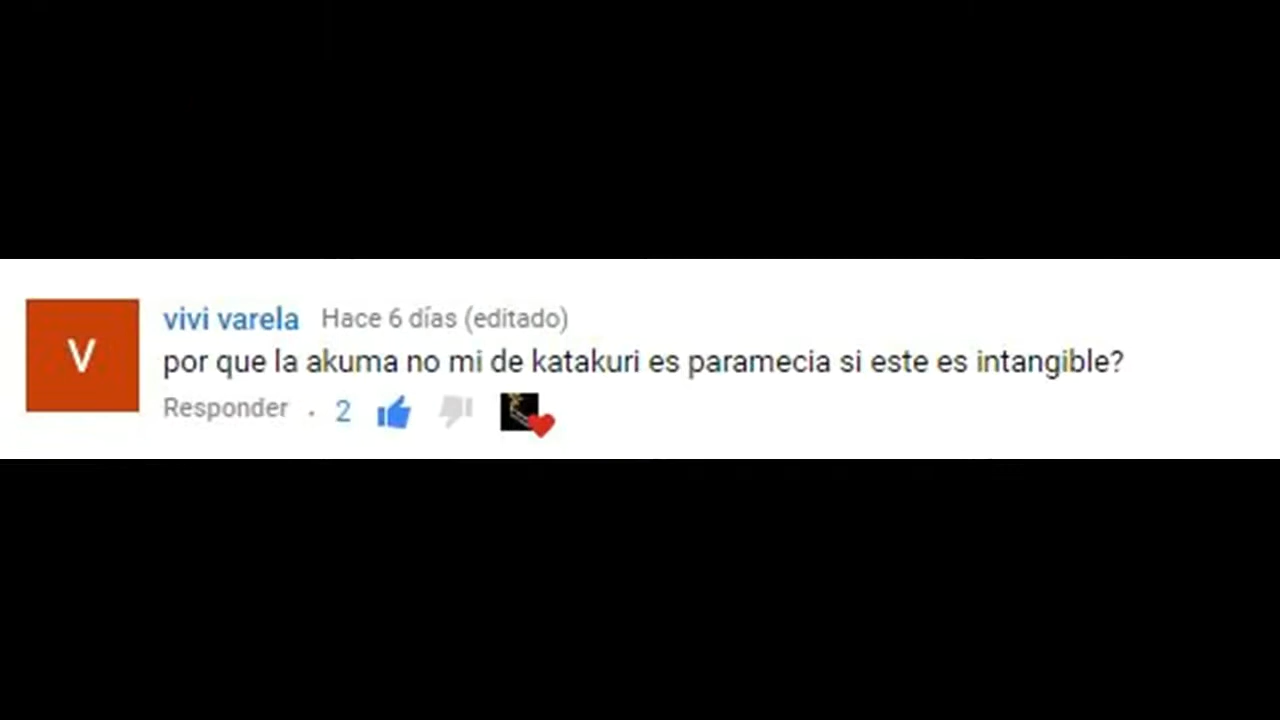 V
vivi varela Hace 6 días (editado)
por que la akuma no mi de katakuri es paramecia si este es intangible?
Responder . 2